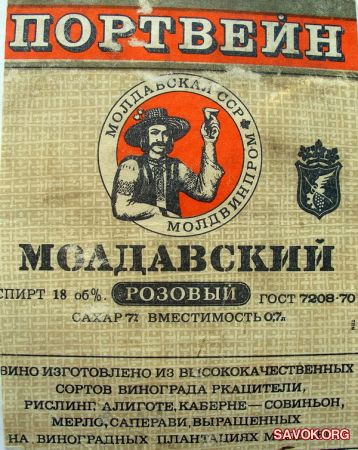 ПОРТВЕЙН
МОЛДАВСКАЯ ССР
МОЛДВИНПРОМ
МОЛДАВСКИЙ
СПИРТ 18 об%. РОЗОВЫЙ ГОСТ 7208-70
САХАР 7% ВМЕСТИМОСТЬ 0,7л
ВИНО ИЗГОТОВЛЕНО ИЗ ВЫСОКОКАЧЕСТВЕННЫХ
СОРТОВ ВИНОГРАДА РКАЦИТЕЛИ,
РИСЛИНГ, АЛИГОТЕ, КАБЕРНЕ-СОВИНЬОН,
МЕРЛО, САПЕРАВИ, ВЫРАЩЕННЫХ
НА ВИНОГРАДНЫХ ПЛАНТАЦИЯХ
SAVOK.ORG